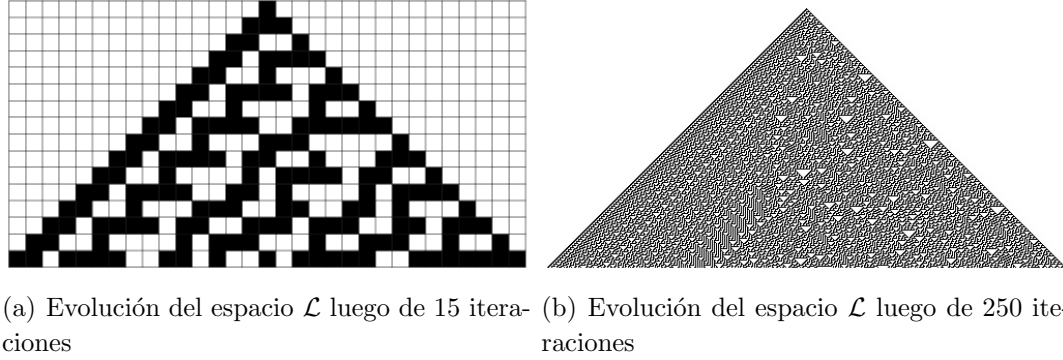 (a) Evolución del espacio ℒ luego de 15 itera-
ciones
(b) Evolución del espacio ℒ luego de 250 ite-
raciones